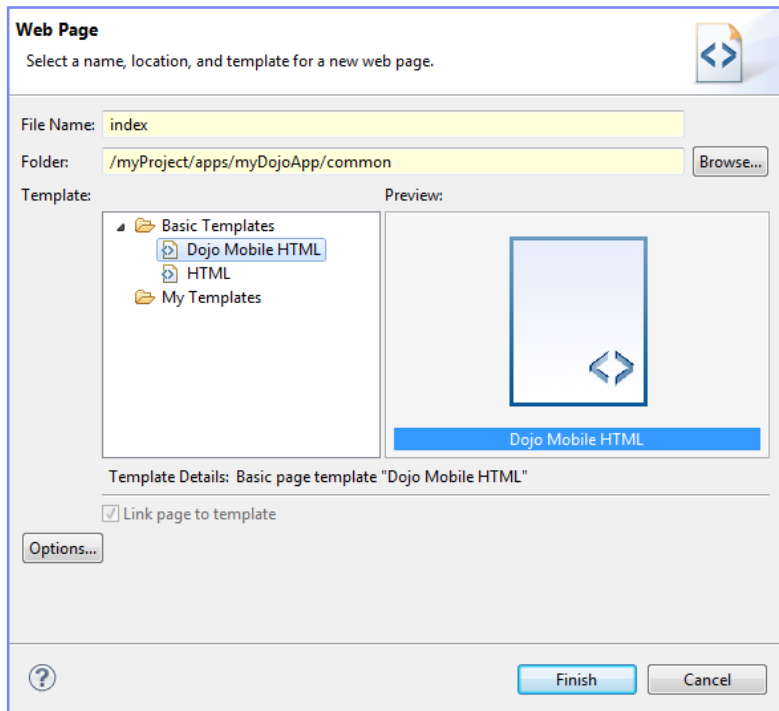 Web Page
Select a name, location, and template for a new web page.
File Name: index
Folder: /myProject/apps/myDojoApp/common Browse...
Template: Preview:
Basic Templates
Dojo Mobile HTML
HTML
My Templates
Dojo Mobile HTML
Template Details: Basic page template "Dojo Mobile HTML"
Link page to template
Options...
Finish Cancel